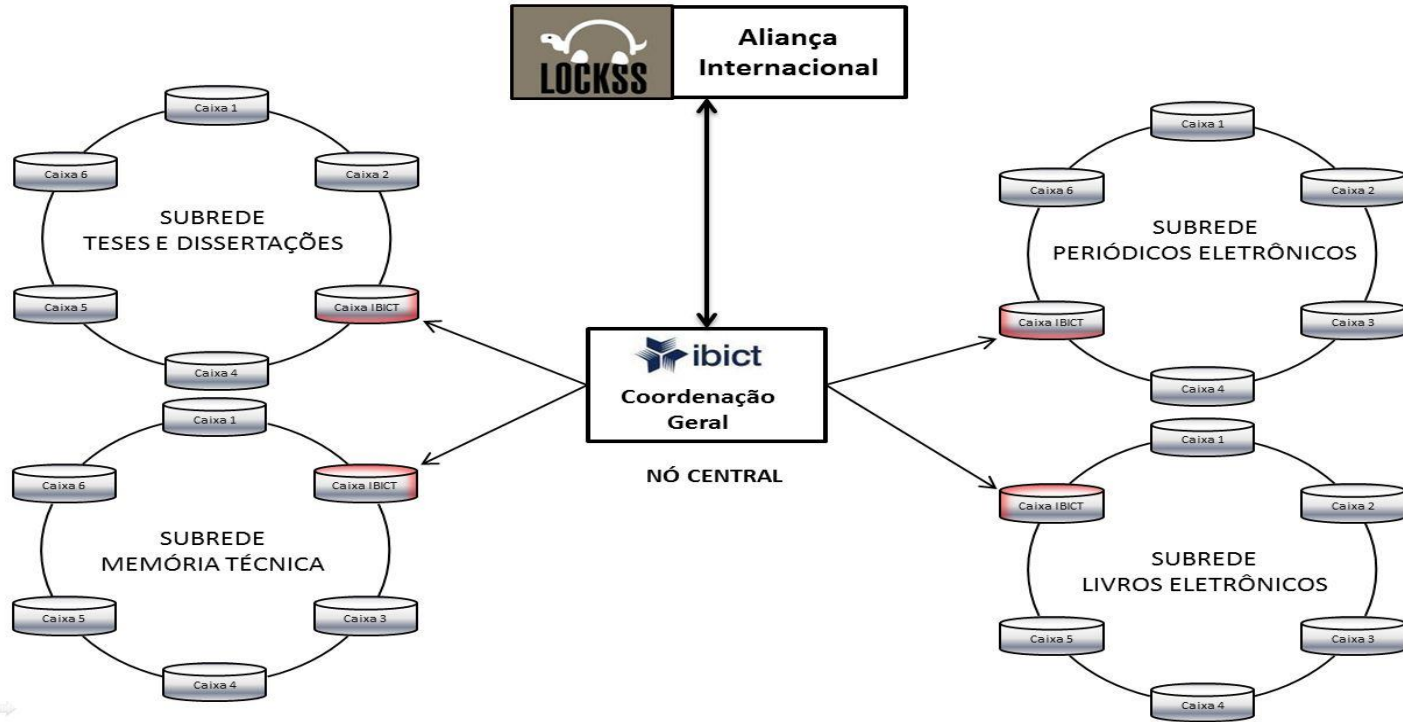 LOCKSS
Aliança
Internacional
Caixa 1
Caixa 6
Caixa 2
SUBREDE
TESES E DISSERTAÇÕES
Caixa 5
Caixa IBICT
Caixa 4
Caixa 1
Caixa 6
Caixa IBICT
SUBREDE
MEMÓRIA TÉCNICA
Caixa 5
Caixa 3
Caixa 4
ibict
Coordenação
Geral
NÓ CENTRAL
Caixa 1
Caixa 6
Caixa 2
SUBREDE
PERIÓDICOS ELETRÔNICOS
Caixa IBICT
Caixa 3
Caixa 4
Caixa 1
Caixa IBICT
Caixa 2
SUBREDE
LIVROS ELETRÔNICOS
Caixa 5
Caixa 3
Caixa 4